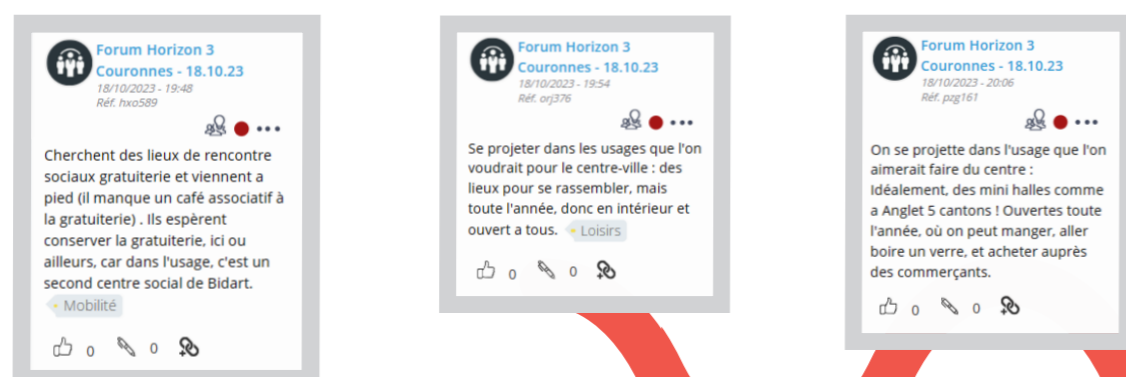 Forum Horizon 3
Couronnes - 18.10.23
18/10/2023 - 19:48
Réf. hxo589
Cherchent des lieux de rencontre
sociaux gratuiterie et viennent a
pied (il manque un café associatif à
la gratuiterie) . Ils espèrent
conserver la gratuiterie, ici ou
ailleurs, car dans l'usage, c'est un
second centre social de Bidart.
Mobilité
0 0
Forum Horizon 3
Couronnes - 18.10.23
18/10/2023 - 19:54
Réf. orj376
Se projeter dans les usages que l'on
voudrait pour le centre-ville : des
lieux pour se rassembler, mais
toute l'année, donc en intérieur et
ouvert a tous. Loisirs
0 0
Forum Horizon 3
Couronnes - 18.10.23
18/10/2023 - 20:06
Réf. pzg161
On se projette dans l'usage que l'on
aimerait faire du centre :
Idéalement, des mini halles comme
a Anglet 5 cantons ! Ouvertes toute
l'année, où on peut manger, aller
boire un verre, et acheter auprès
des commerçants.
0 0